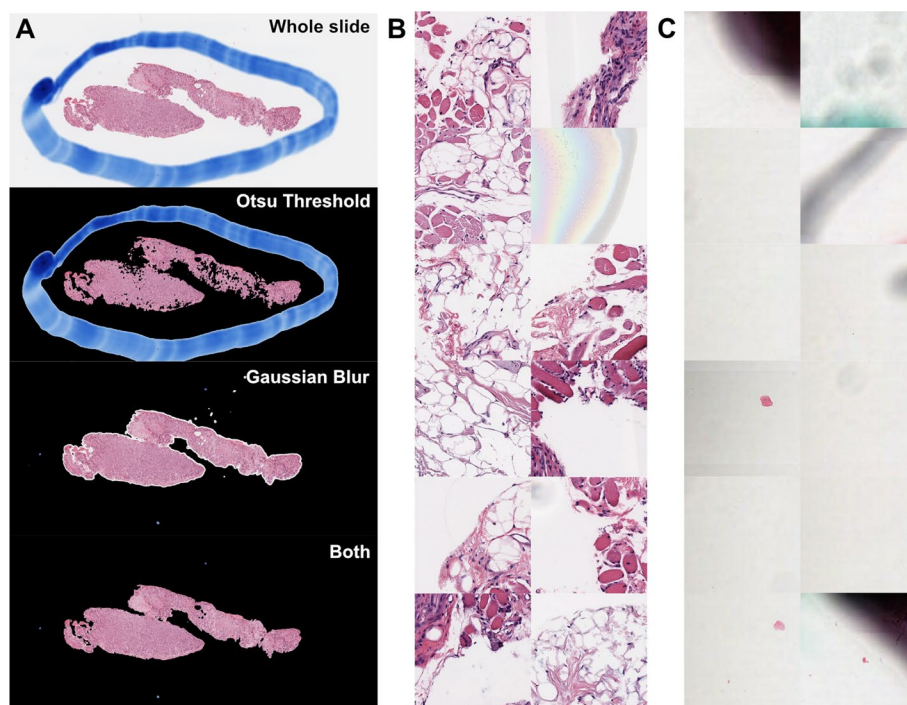 A
Whole slide
Otsu Threshold
Gaussian Blur
Both
B
C